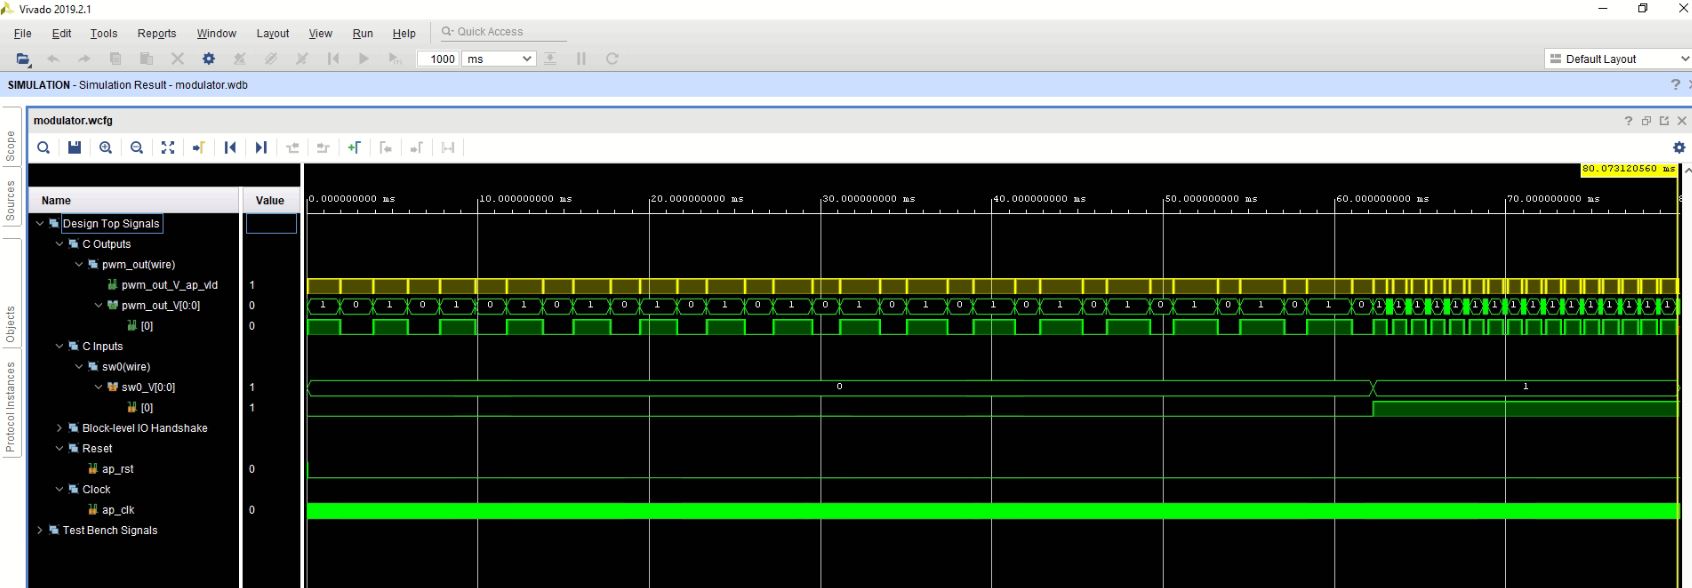 Vivado 2019.2.1
File Edit Tools Reports Window Layout View Run Help Quick Access
1000 ms Default Layout
SIMULATION - Simulation Result - modulator.wdb
modulator.wcfg
Scope
Sources
Objects
Protocol Instances
80.073120560 ms
Name Value
0.000000000 ms 10.000000000 ms 20.000000000 ms 30.000000000 ms 40.000000000 ms 50.000000000 ms 60.000000000 ms 70.000000000 ms 8
Design Top Signals
C Outputs
pwm_out(wire)
pwm_out_V_ap_vld 1
pwm_out_V[0:0] 0 1 0 1 0 1 0 1 0 1 0 1 0 1 0 1 0 1 0 1 0 1 0 1 0 1 0 1 0 1 0 1 0 1 1 1 1 1 1 1 1 1 1 1 1 1 1 1 1
[0] 0
C Inputs
sw0(wire)
sw0_V[0:0] 1 0 1
[0] 1
Block-level IO Handshake
Reset
ap_rst 0
Clock
ap_clk 0
Test Bench Signals